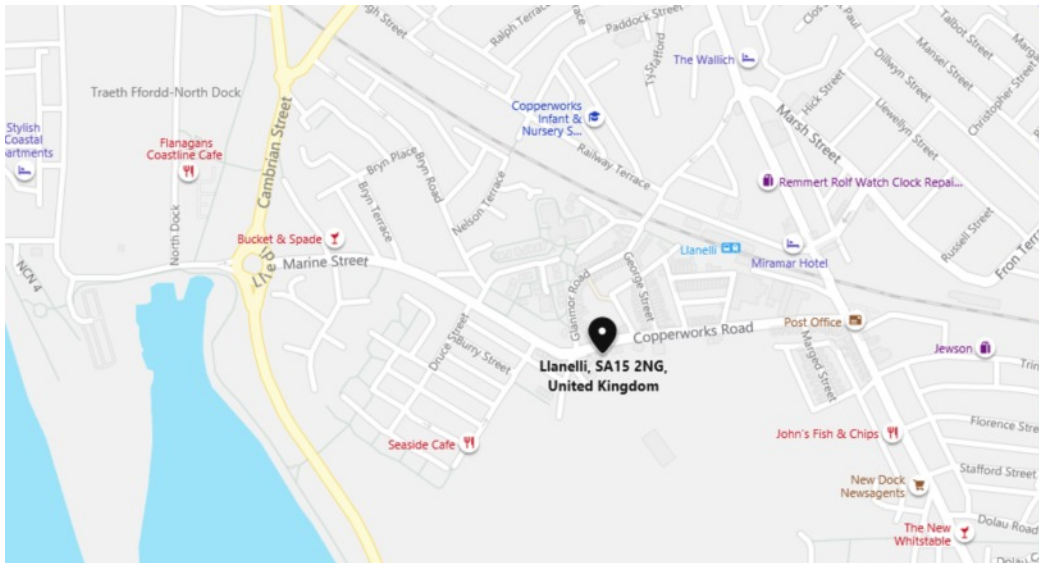 Ralph Terrace
Paddock Street
Talbot Street
gh Street
Ty-Stafford
The Wallich
Hick Street
Dillwyn Street
Mansel Street
Christopher Street
Llewellyn Street
Traeth Ffordd-North Dock
Cambrian Street
Copperworks
Infant &
Nursery S...
Marsh Street
Stylish
Coastal
partments
Flanagans
Coastline Cafe
Bryn Place
Bryn Road
Bryn Terrace
Railway Terrace
Nelson Terrace
Remmert Rolf Watch Clock Repai...
North Dock
Bucket & Spade
Russell Street
Fron Terra
NCN 4
Marine Street
Llanelli
Miramar Hotel
Glanmor Road
George Street
Druce Street
Burry Street
Copperworks Road
Post Office
Marged Street
Jewson
Trin
Llanelli, SA15 2NG,
United Kingdom
Seaside Cafe
John's Fish & Chips
Florence Stre
Stafford Street
New Dock
Newsagents
The New
Whitstable
Dolau Road
Dolau